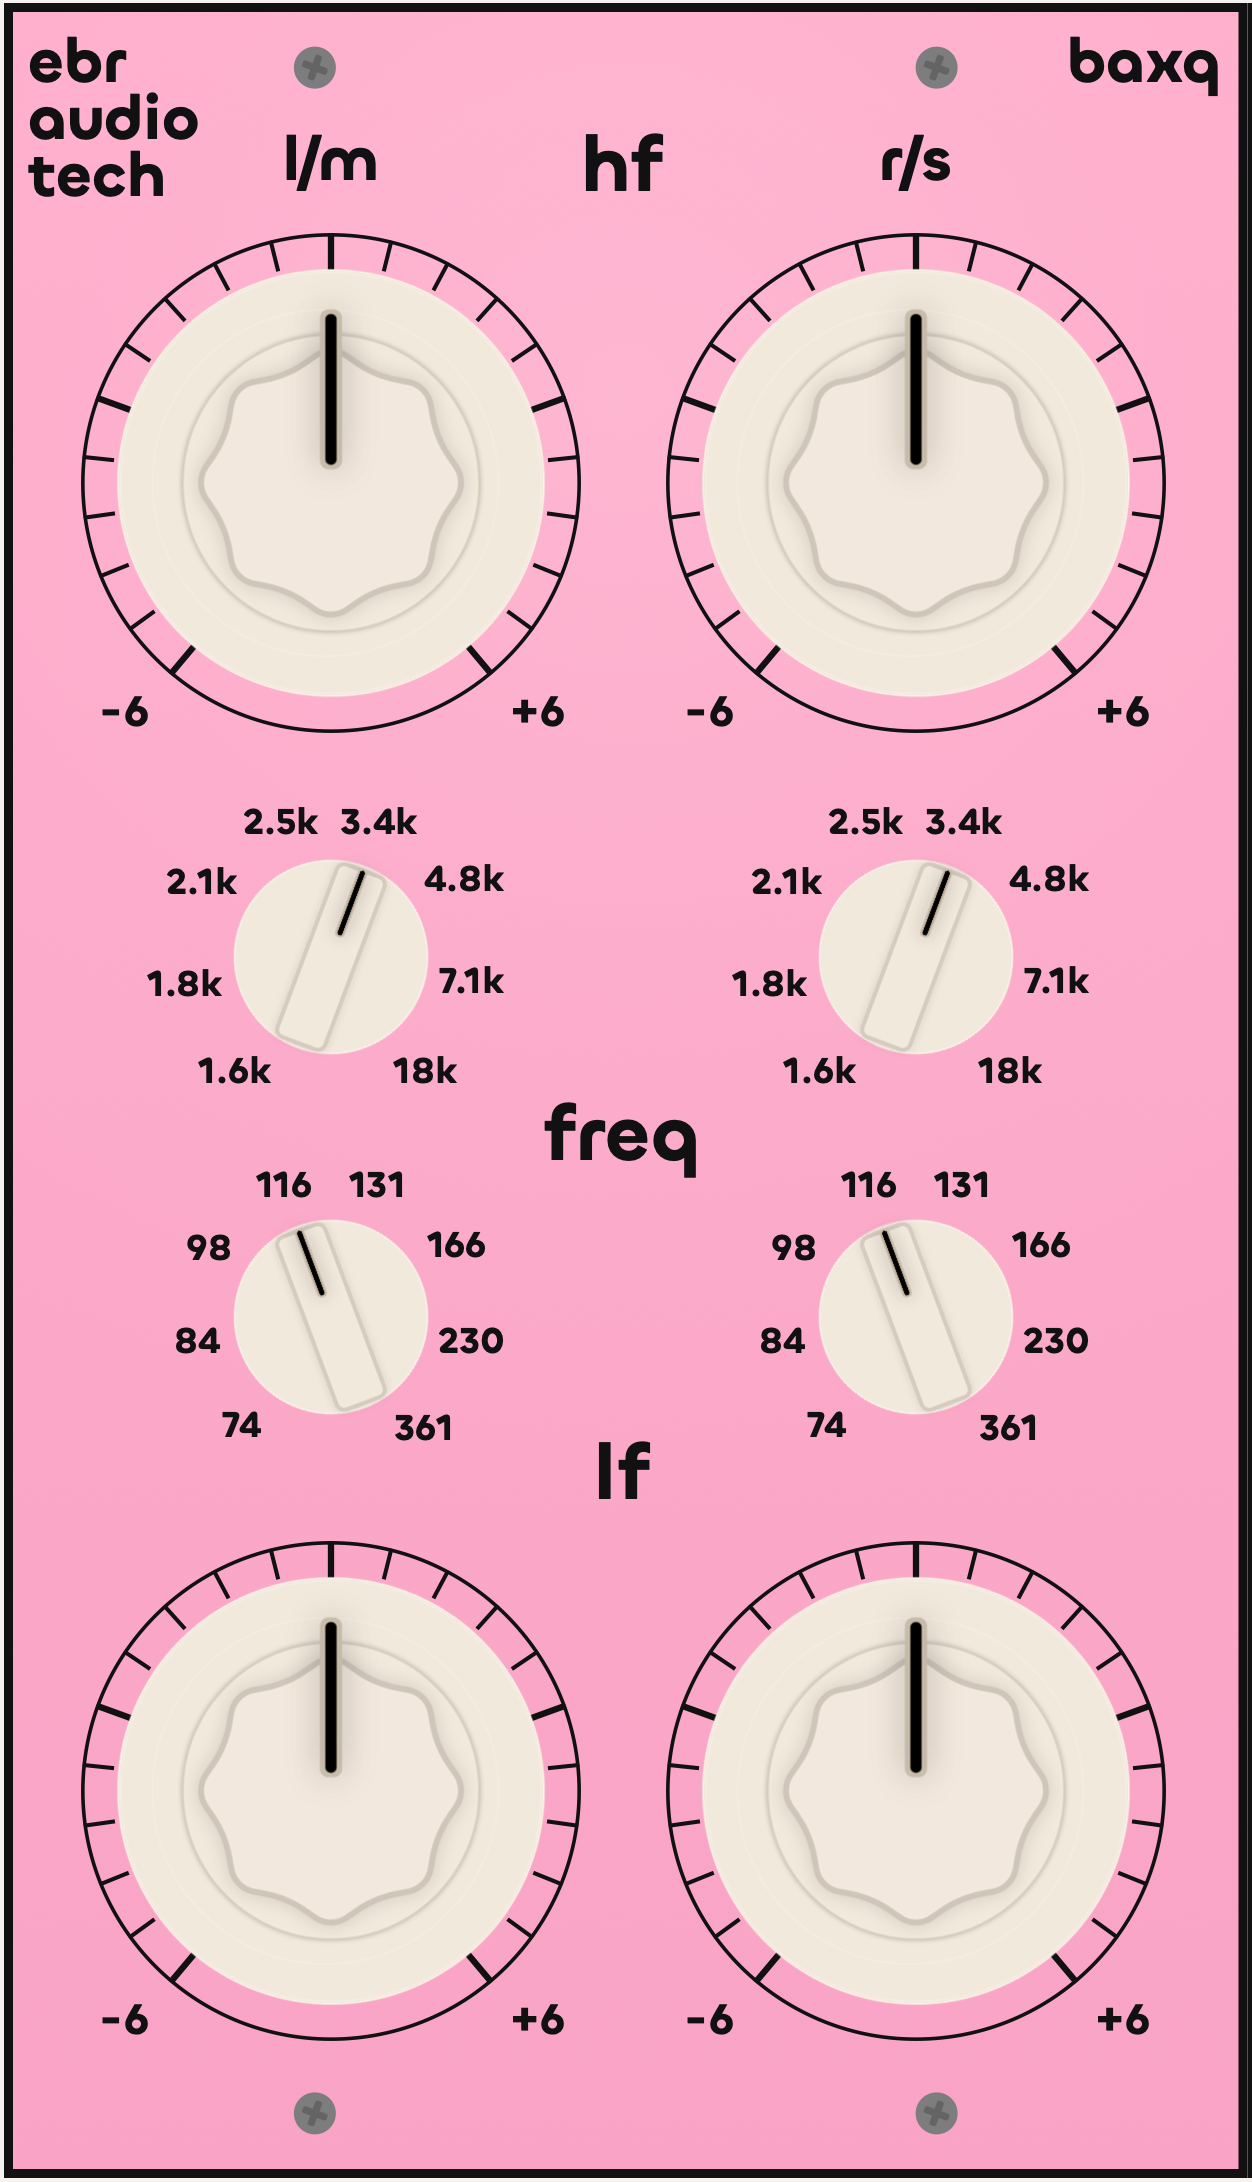 ebr
audio
tech
baxq
l/m hf r/s
-6 +6 -6 +6
2.5k 3.4k 2.5k 3.4k
2.1k 4.8k 2.1k 4.8k
1.8k 7.1k 1.8k 7.1k
1.6k 18k 1.6k 18k
freq
116 131 116 131
98 166 98 166
84 230 84 230
74 361 74 361
lf
-6 +6 -6 +6